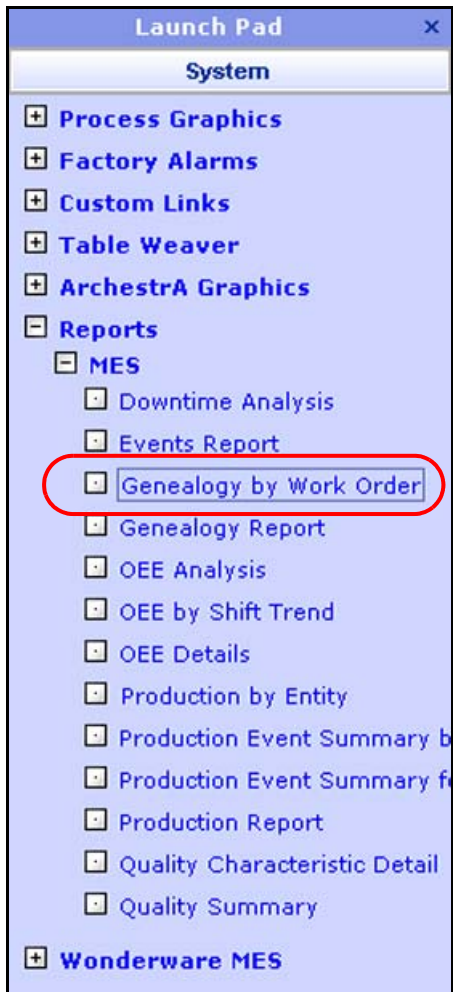 Launch Pad ×
System
Process Graphics
Factory Alarms
Custom Links
Table Weaver
ArchestrA Graphics
Reports
MES
Downtime Analysis
Events Report
Genealogy by Work Order
Genealogy Report
OEE Analysis
OEE by Shift Trend
OEE Details
Production by Entity
Production Event Summary b
Production Event Summary f
Production Report
Quality Characteristic Detail
Quality Summary
Wonderware MES